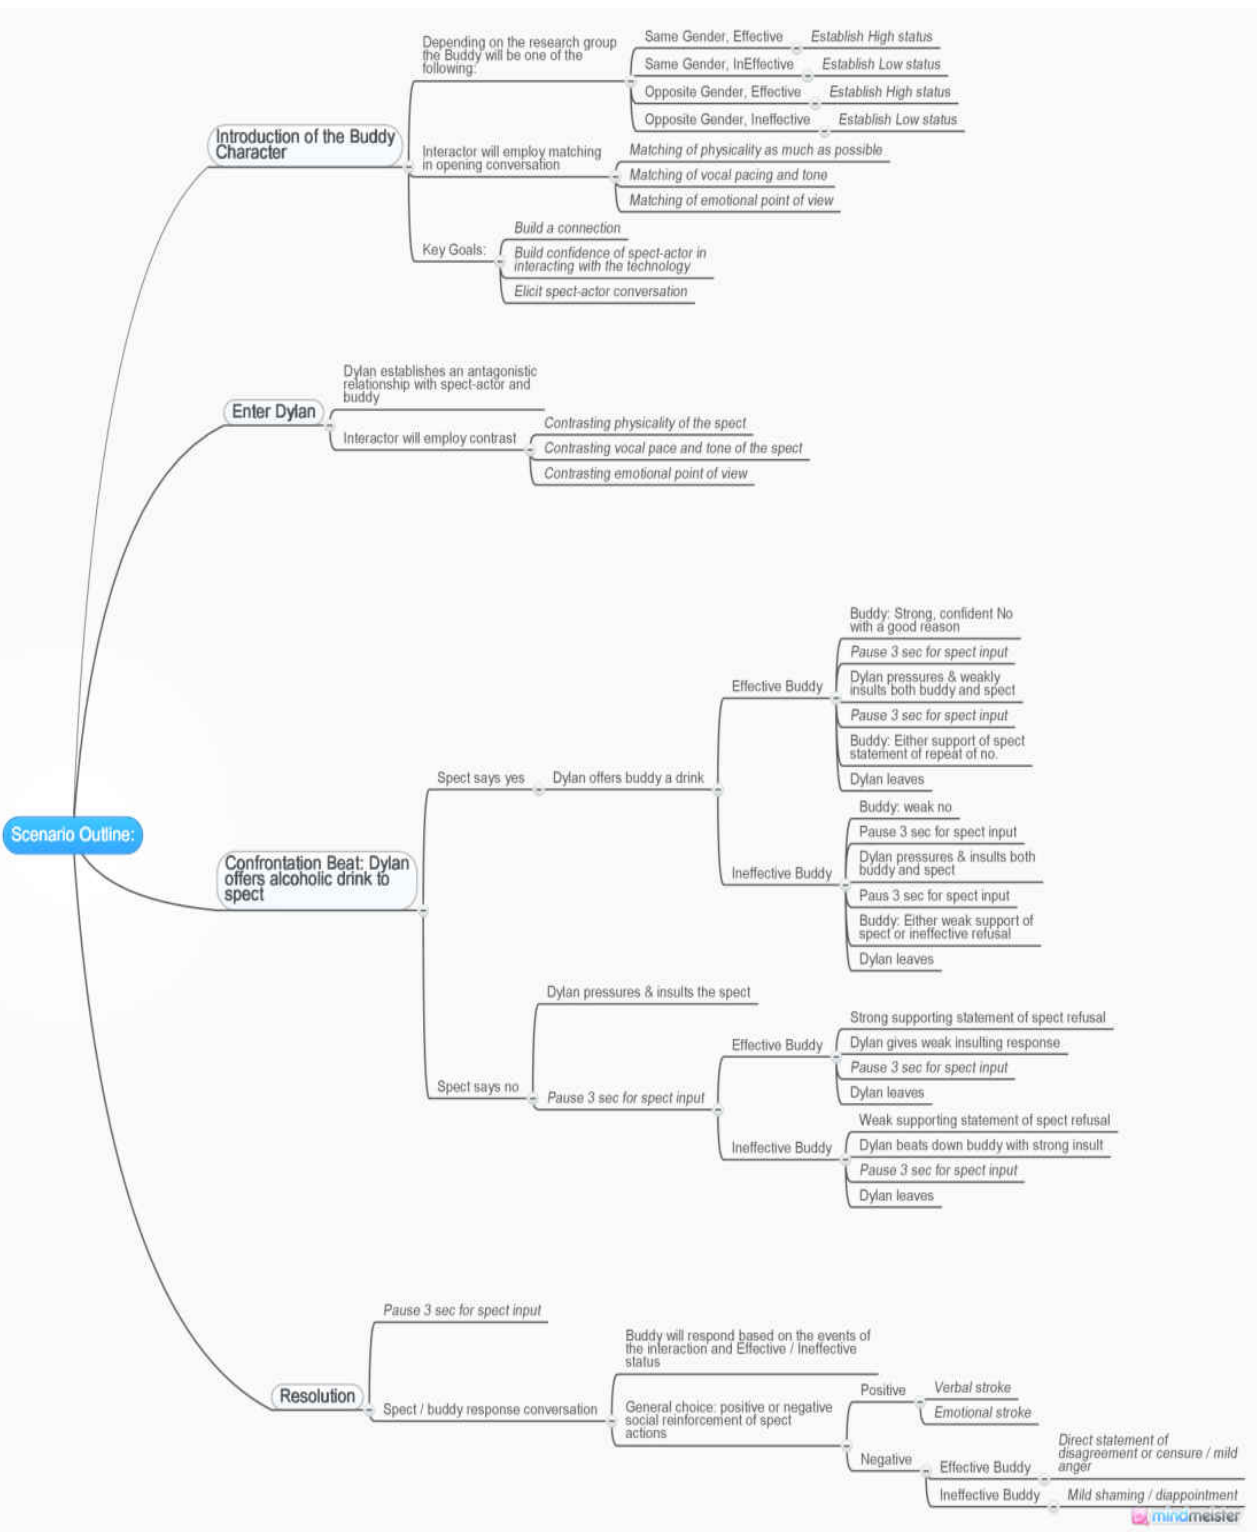 Depending on the research group
the Buddy will be one of the
following:
Same Gender, Effective
Establish High status
Same Gender, InEffective
Establish Low status
Opposite Gender, Effective
Establish High status
Opposite Gender, Ineffective
Establish Low status
Introduction of the Buddy
Character
Interactor will employ matching
in opening conversation
Matching of physicality as much as possible
Matching of vocal pacing and tone
Matching of emotional point of view
Key Goals:
Build a connection
Build confidence of spect-actor in
interacting with the technology
Elicit spect-actor conversation
Enter Dylan
Dylan establishes an antagonistic
relationship with spect-actor and
buddy
Interactor will employ contrast
Contrasting physicality of the spect
Contrasting vocal pace and tone of the spect
Contrasting emotional point of view
Scenario Outline:
Confrontation Beat: Dylan
offers alcoholic drink to
spect
Spect says yes
Dylan offers buddy a drink
Effective Buddy
Buddy: Strong, confident No
with a good reason
Pause 3 sec for spect input
Dylan pressures & weakly
insults both buddy and spect
Pause 3 sec for spect input
Buddy: Either support of spect
statement of repeat of no.
Dylan leaves
Ineffective Buddy
Buddy: weak no
Pause 3 sec for spect input
Dylan pressures & insults both
buddy and spect
Paus 3 sec for spect input
Buddy: Either weak support of
spect or ineffective refusal
Dylan leaves
Spect says no
Dylan pressures & insults the spect
Pause 3 sec for spect input
Effective Buddy
Strong supporting statement of spect refusal
Dylan gives weak insulting response
Pause 3 sec for spect input
Dylan leaves
Ineffective Buddy
Weak supporting statement of spect refusal
Dylan beats down buddy with strong insult
Pause 3 sec for spect input
Dylan leaves
Resolution
Pause 3 sec for spect input
Spect / buddy response conversation
Buddy will respond based on the events of
the interaction and Effective / Ineffective
status
General choice: positive or negative
social reinforcement of spect
actions
Positive
Verbal stroke
Emotional stroke
Negative
Effective Buddy
Direct statement of
disagreement or censure / mild
anger
Ineffective Buddy
Mild shaming / diappointment
mindmeister